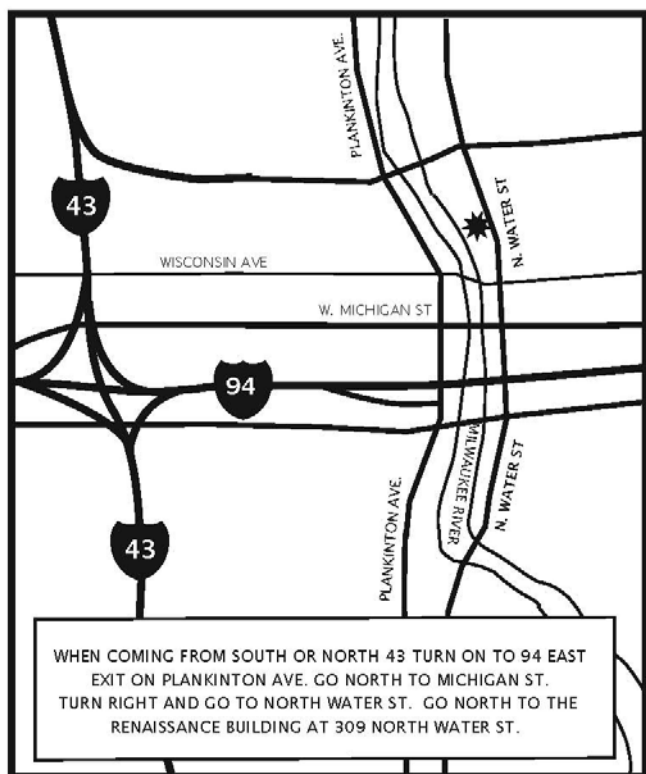 PLANKINTON AVE.
43
N. WATER ST
WISCONSIN AVE
W. MICHIGAN ST
94
MILWAUKEE RIVER
N. WATER ST
PLANKINTON AVE.
43
WHEN COMING FROM SOUTH OR NORTH 43 TURN ON TO 94 EAST
EXIT ON PLANKINTON AVE. GO NORTH TO MICHIGAN ST.
TURN RIGHT AND GO TO NORTH WATER ST. GO NORTH TO THE
RENAISSANCE BUILDING AT 309 NORTH WATER ST.